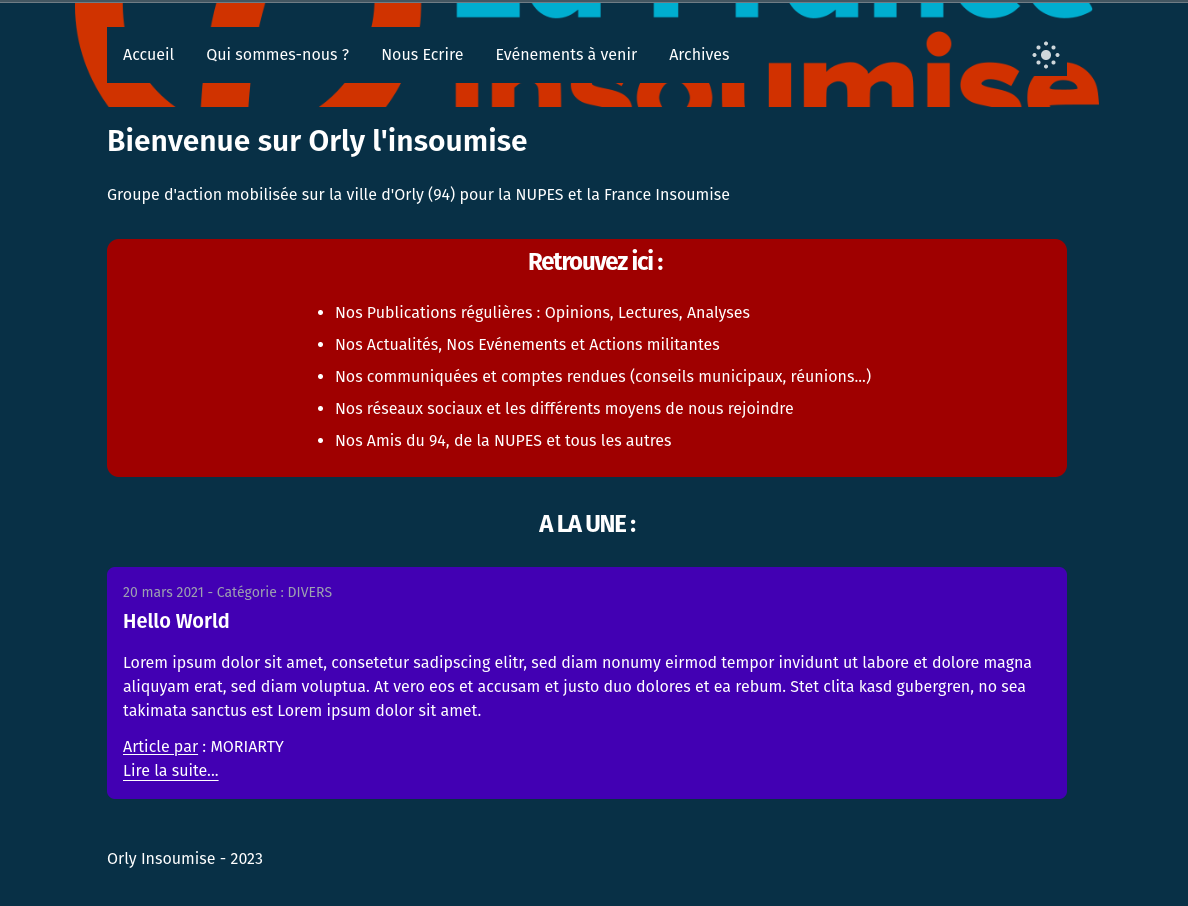 La France
insoumise
Accueil Qui sommes-nous ? Nous Ecrire Evénements à venir Archives
Bienvenue sur Orly l'insoumise
Groupe d'action mobilisée sur la ville d'Orly (94) pour la NUPES et la France Insoumise
Retrouvez ici :
• Nos Publications régulières : Opinions, Lectures, Analyses
• Nos Actualités, Nos Evénements et Actions militantes
• Nos communiquées et comptes rendues (conseils municipaux, réunions...)
• Nos réseaux sociaux et les différents moyens de nous rejoindre
• Nos Amis du 94, de la NUPES et tous les autres
A LA UNE :
20 mars 2021 - Catégorie : DIVERS
Hello World
Lorem ipsum dolor sit amet, consetetur sadipscing elitr, sed diam nonumy eirmod tempor invidunt ut labore et dolore magna
aliquyam erat, sed diam voluptua. At vero eos et accusam et justo duo dolores et ea rebum. Stet clita kasd gubergren, no sea
takimata sanctus est Lorem ipsum dolor sit amet.
Article par : MORIARTY
Lire la suite...
Orly Insoumise - 2023